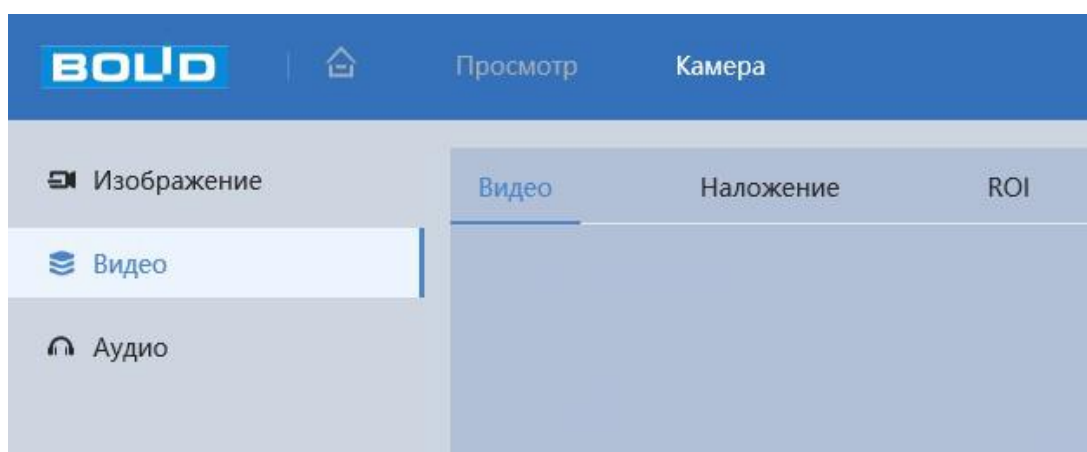 BOLID Просмотр Камера
Изображение
Видео Наложение ROI
Видео
Аудио